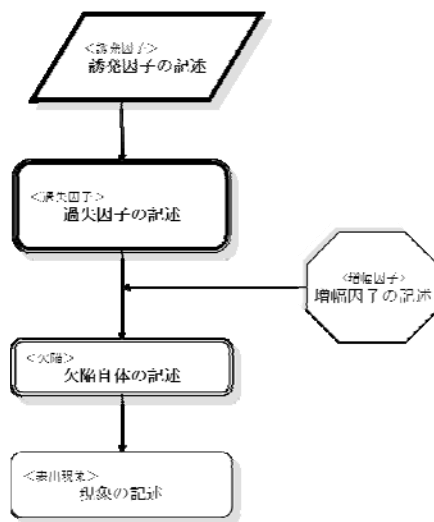 <誘発因子>
誘発因子の記述
<過失因子>
過失因子の記述
<増幅因子>
増幅因子の記述
<欠陥>
欠陥自体の記述
<表出現象>
現象の記述